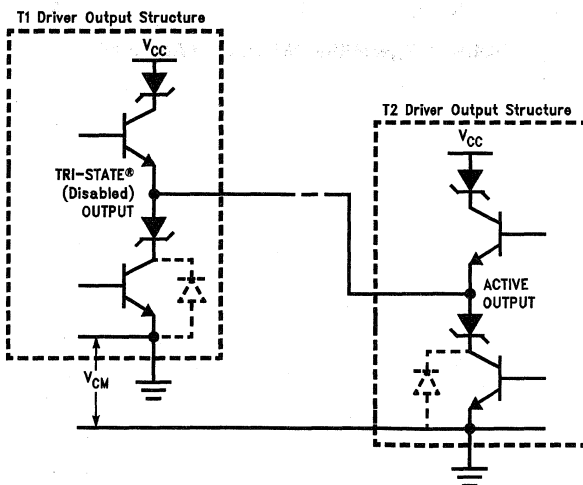 T1 Driver Output Structure
VCC
TRI-STATE®
(Disabled)
OUTPUT
VCM
T2 Driver Output Structure
VCC
ACTIVE
OUTPUT